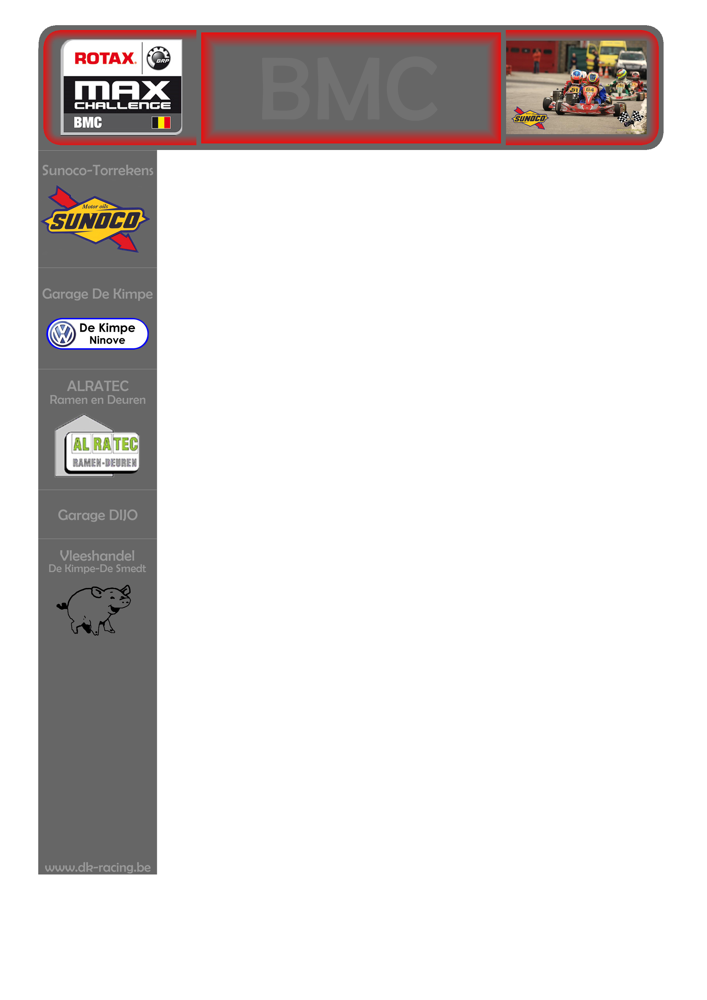 ROTAX.
BRP
MAX
CHALLENGE
BMC
BMC
51
64
Motor oils
SUNOCO
Sunoco-Torrekens
Motor oils
SUNOCO
Garage De Kimpe
De Kimpe
Ninove
ALRATEC
Ramen en Deuren
AL RA TEC
RAMEN-DEUREN
Garage DIJO
Vleeshandel
De Kimpe-De Smedt
www.dk-racing.be